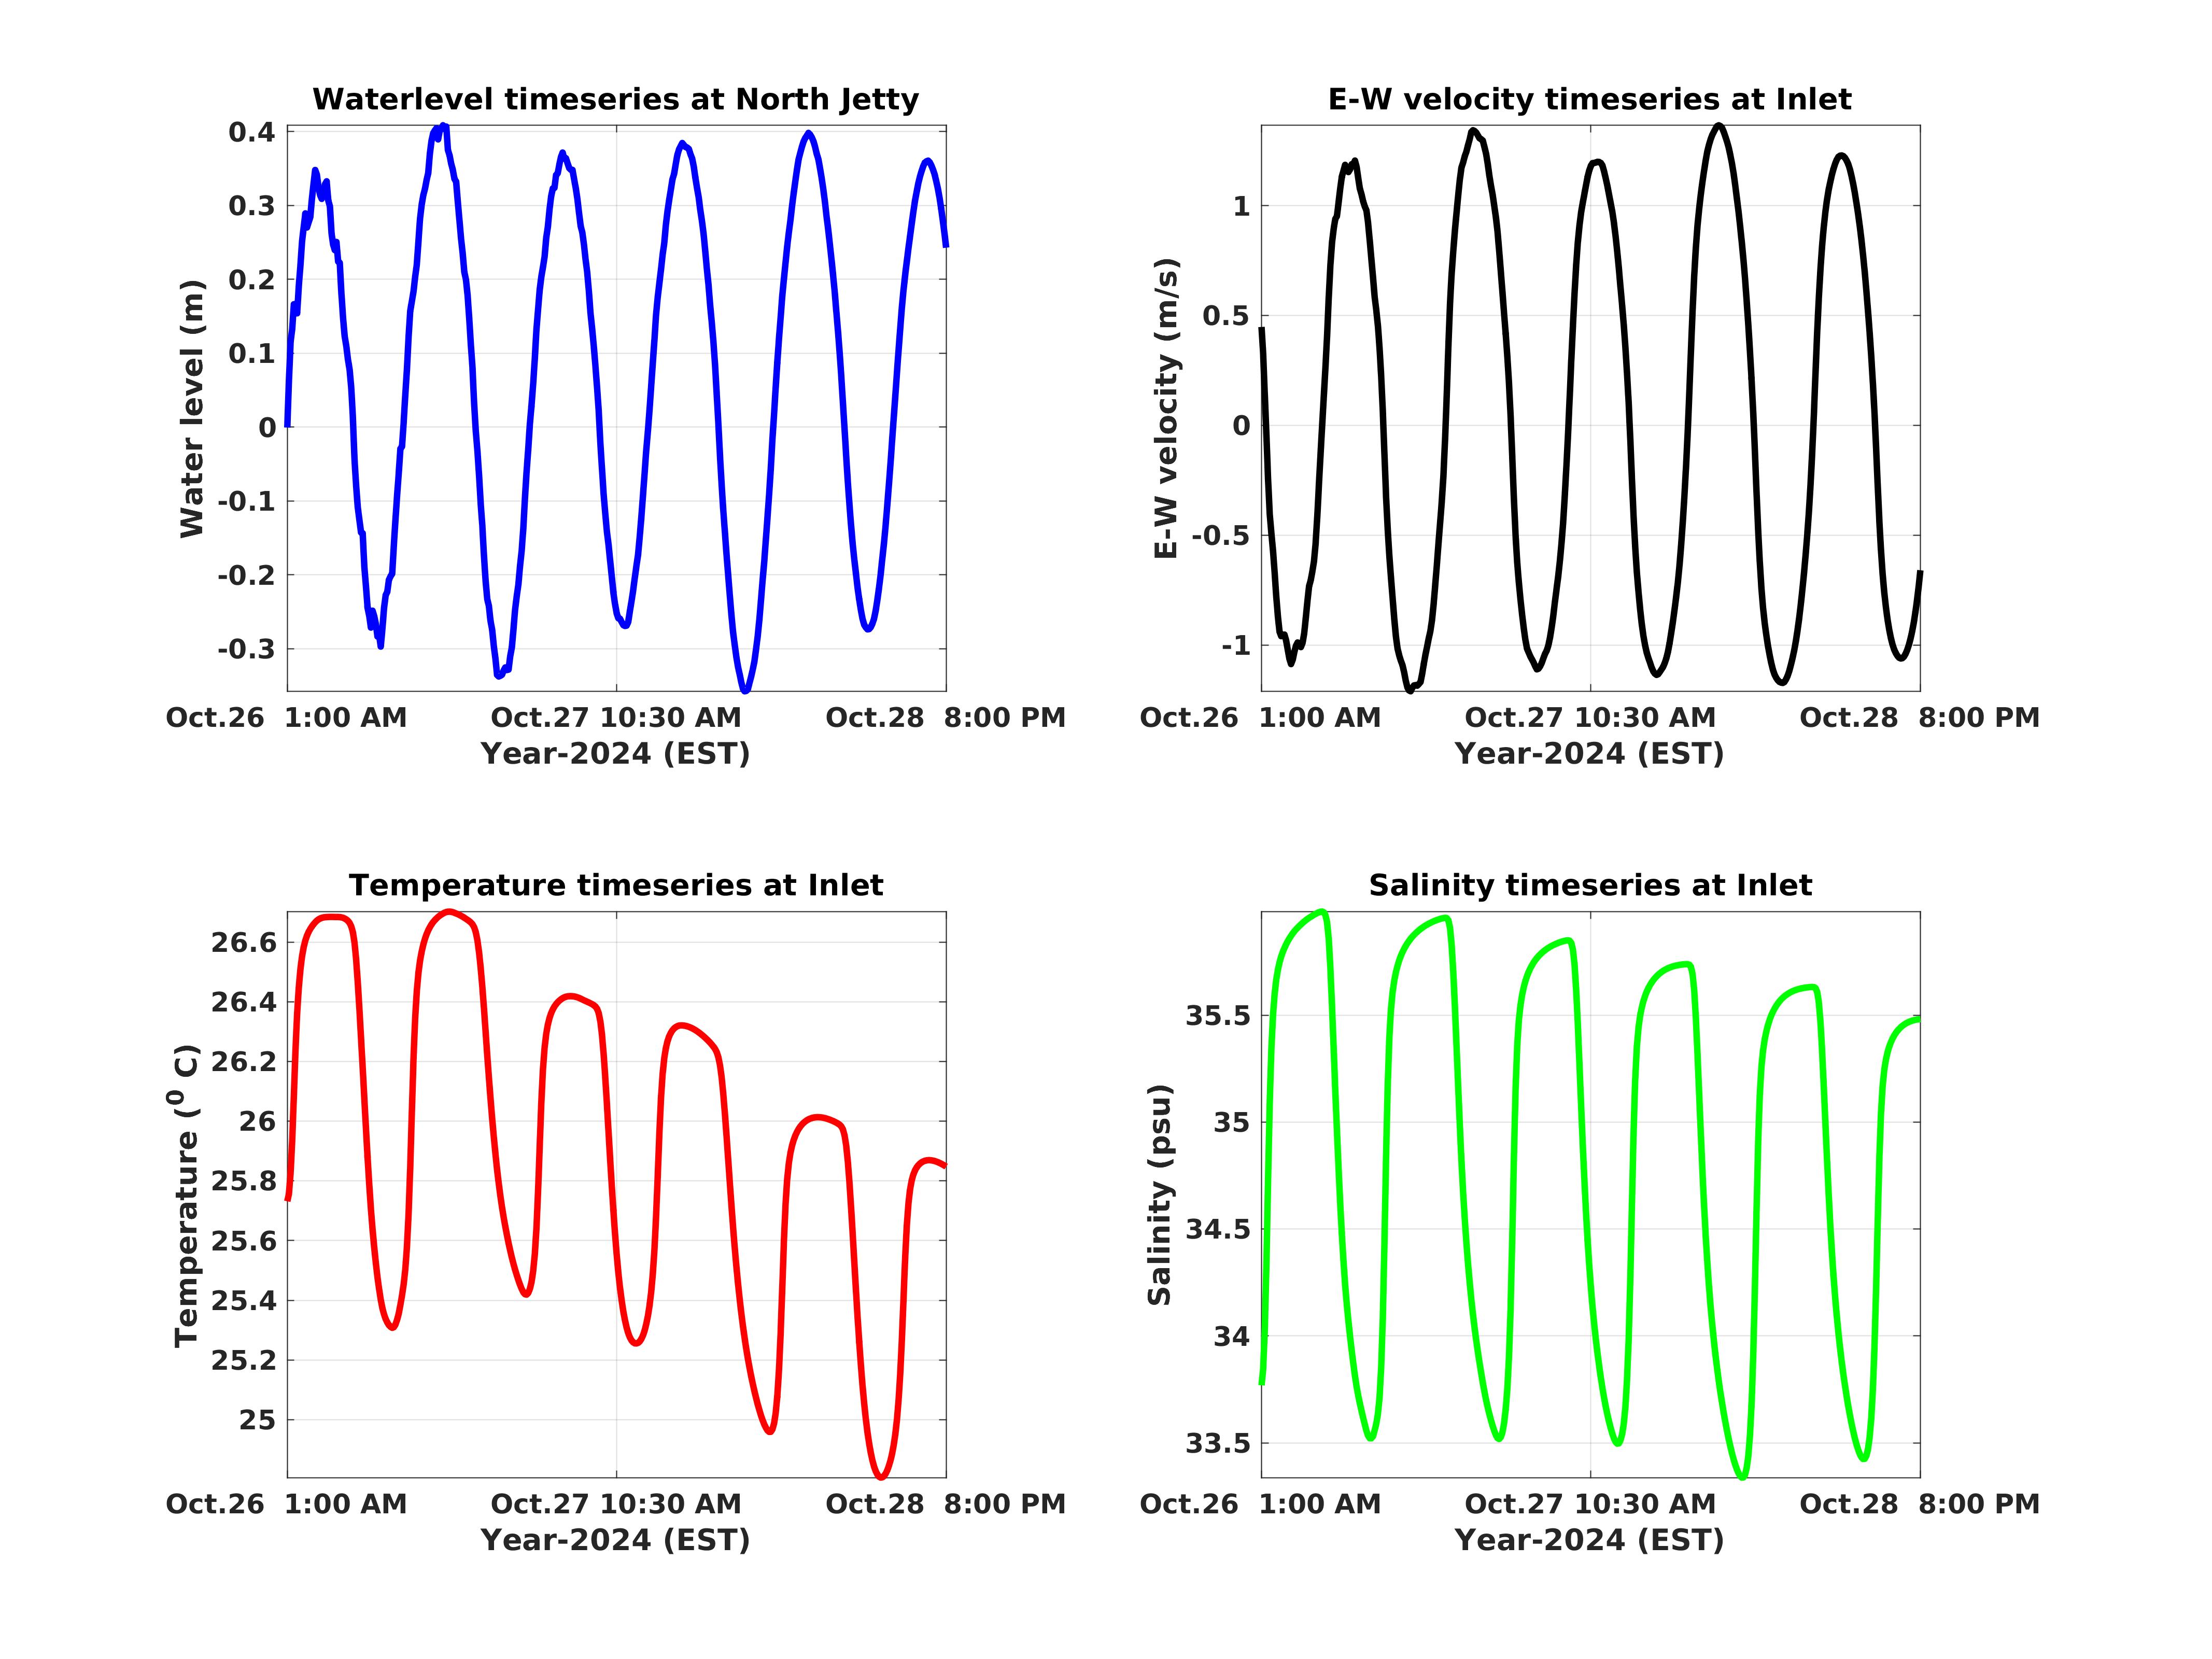 Waterlevel timeseries at North Jetty
0.4
0.3
0.2
0.1
0
-0.1
-0.2
-0.3
Water level (m)
Oct.26 1:00 AM
Oct.27 10:30 AM
Oct.28 8:00 PM
Year-2024 (EST)
E-W velocity timeseries at Inlet
1
0.5
0
-0.5
-1
E-W velocity (m/s)
Oct.26 1:00 AM
Oct.27 10:30 AM
Oct.28 8:00 PM
Year-2024 (EST)
Temperature timeseries at Inlet
26.6
26.4
26.2
26
25.8
25.6
25.4
25.2
25
Temperature (⁰ C)
Oct.26 1:00 AM
Oct.27 10:30 AM
Oct.28 8:00 PM
Year-2024 (EST)
Salinity timeseries at Inlet
35.5
35
34.5
34
33.5
Salinity (psu)
Oct.26 1:00 AM
Oct.27 10:30 AM
Oct.28 8:00 PM
Year-2024 (EST)